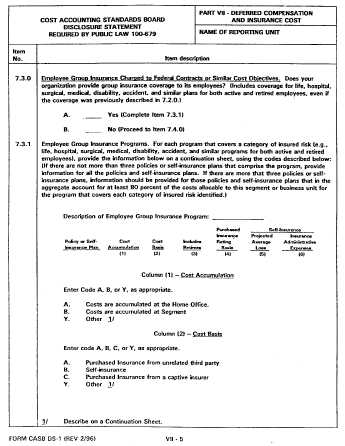 COST ACCOUNTING STANDARDS BOARD
DISCLOSURE STATEMENT
REQUIRED BY PUBLIC LAW 100-679
PART VII - DEFERRED COMPENSATION
AND INSURANCE COST
NAME OF REPORTING UNIT
Item
No.
Item description
7.3.0 Employee Group Insurance Charged to Federal Contracts or Similar Cost Objectives. Does your
organization provide group insurance coverage to its employees? (Includes coverage for life, hospital,
surgical, medical, disability, accident, and similar plans for both active and retired employees, even if
the coverage was previously described in 7.2.0.)
A. ____ Yes (Complete Item 7.3.1)
B. ____ No (Proceed to Item 7.4.0)
7.3.1 Employee Group Insurance Programs. For each program that covers a category of insured risk (e.g.,
life, hospital, surgical, medical, disability, accident, and similar programs for both active and retired
employees), provide the information below on a continuation sheet, using the codes described below:
(If there are not more than three policies or self-insurance plans that comprise the program, provide
information for all the policies and self-insurance plans. If there are more than three policies or self-
insurance plans, information should be provided for those policies and self-insurance plans that in the
aggregate account for at least 80 percent of the costs allocable to this segment or business unit for
the program that covers each category of insured risk identified.)
Description of Employee Group Insurance Program: ____________
Purchased Self-Insurance
Insurance Projected Insurance
Policy or Self- Cost Cost Includes Rating Average Administrative
Insurance Plan Accumulation Basis Retirees Basis Loss Expenses
(1) (2) (3) (4) (5) (6)
Column (1) -- Cost Accumulation
Enter Code A, B, or Y, as appropriate.
A. Costs are accumulated at the Home Office.
B. Costs are accumulated at Segment
Y. Other 1/
Column (2) -- Cost Basis
Enter code A, B, C, or Y, as appropriate.
A. Purchased Insurance from unrelated third party
B. Self-insurance
C. Purchased Insurance from a captive insurer
Y. Other 1/
1/ Describe on a Continuation Sheet.
FORM CASB DS-1 (REV 2/96) VII - 5